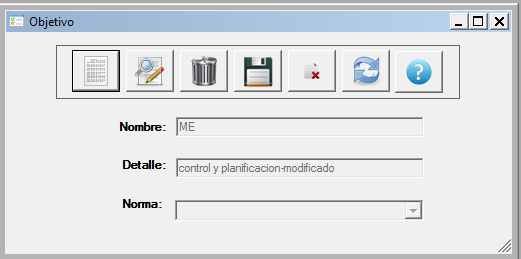 Objetivo
Nombre: ME
Detalle: control y planificacion-modificado
Norma: